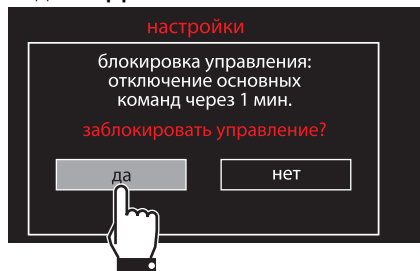 настройки
блокировка управления:
отключение основных
команд через 1 мин.
заблокировать управление?
да
нет